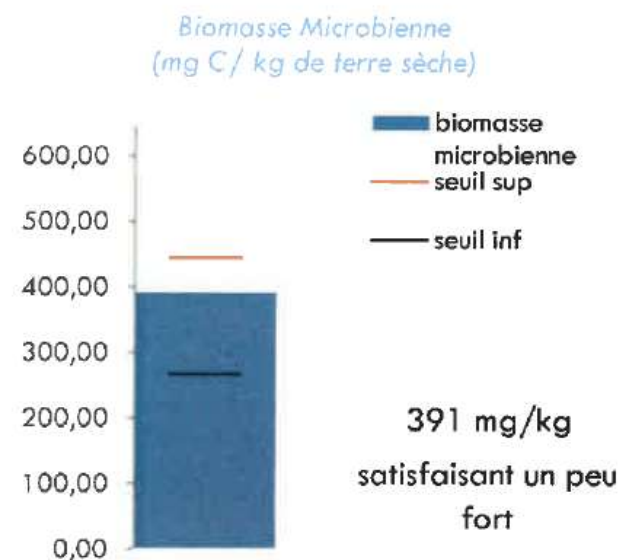 Biomasse Microbienne
(mg C/ kg de terre sèche)
600,00
500,00
400,00
300,00
200,00
100,00
0,00
biomasse
microbienne
seuil sup
seuil inf
391 mg/kg
satisfaisant un peu
fort